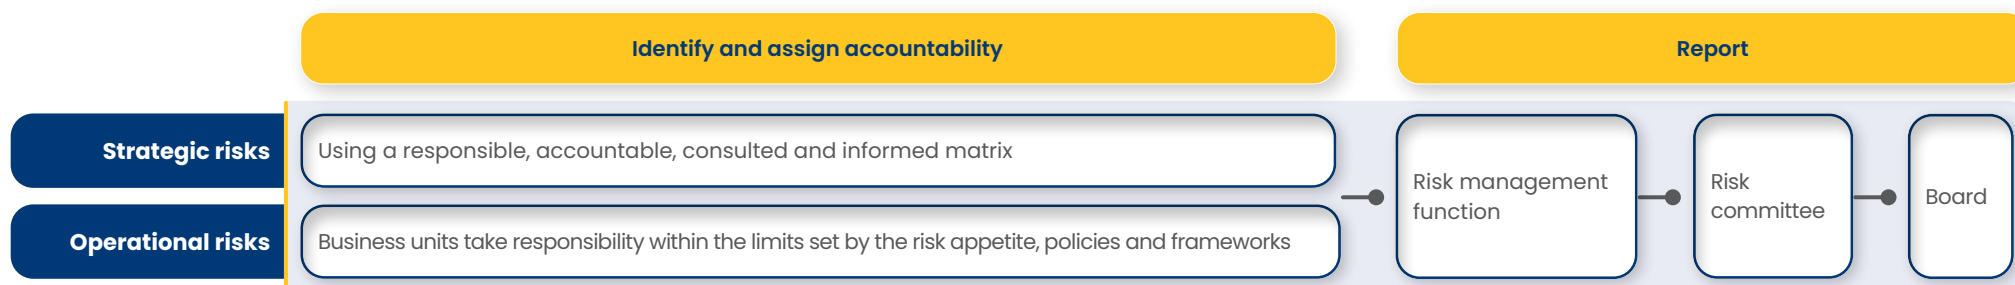 Identify and assign accountability
Report
Strategic risks
Using a responsible, accountable, consulted and informed matrix
Operational risks
Business units take responsibility within the limits set by the risk appetite, policies and frameworks
Risk management
function
Risk
committee
Board